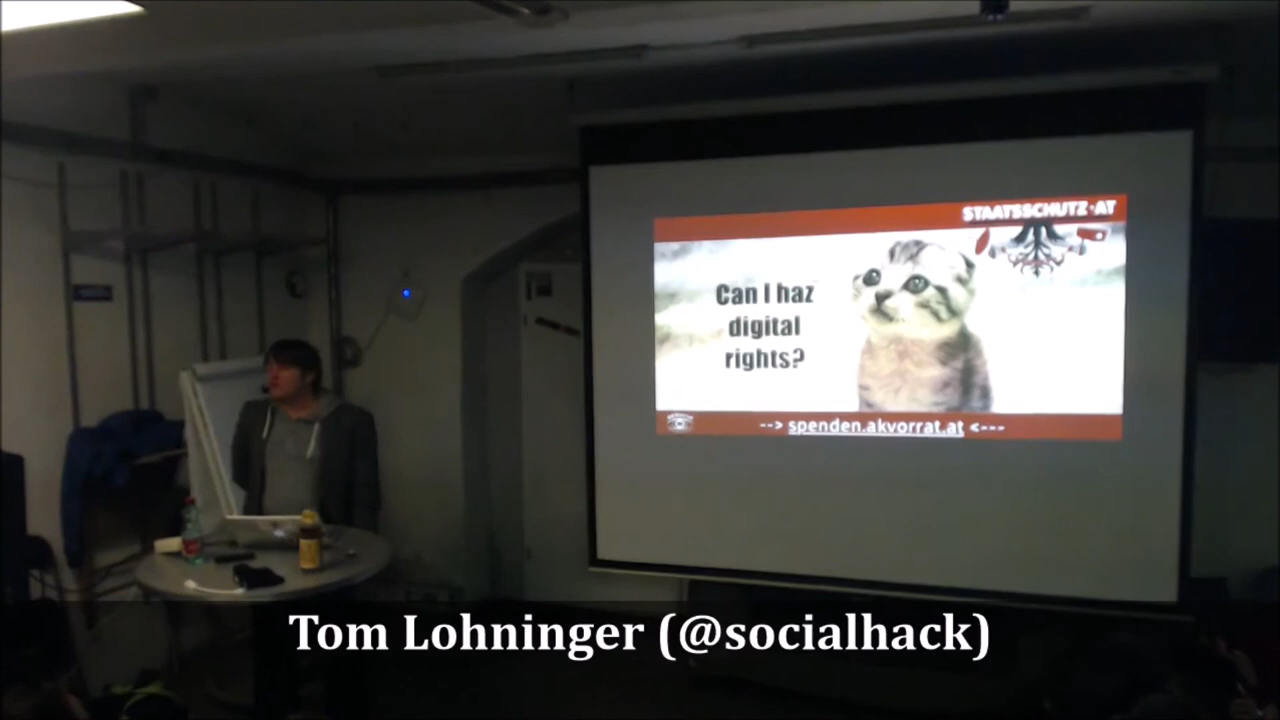 STAATSSCHUTZ·AT
Can I haz
digital
rights?
--> spenden.akvorrat.at <---
Tom Lohninger (@socialhack)